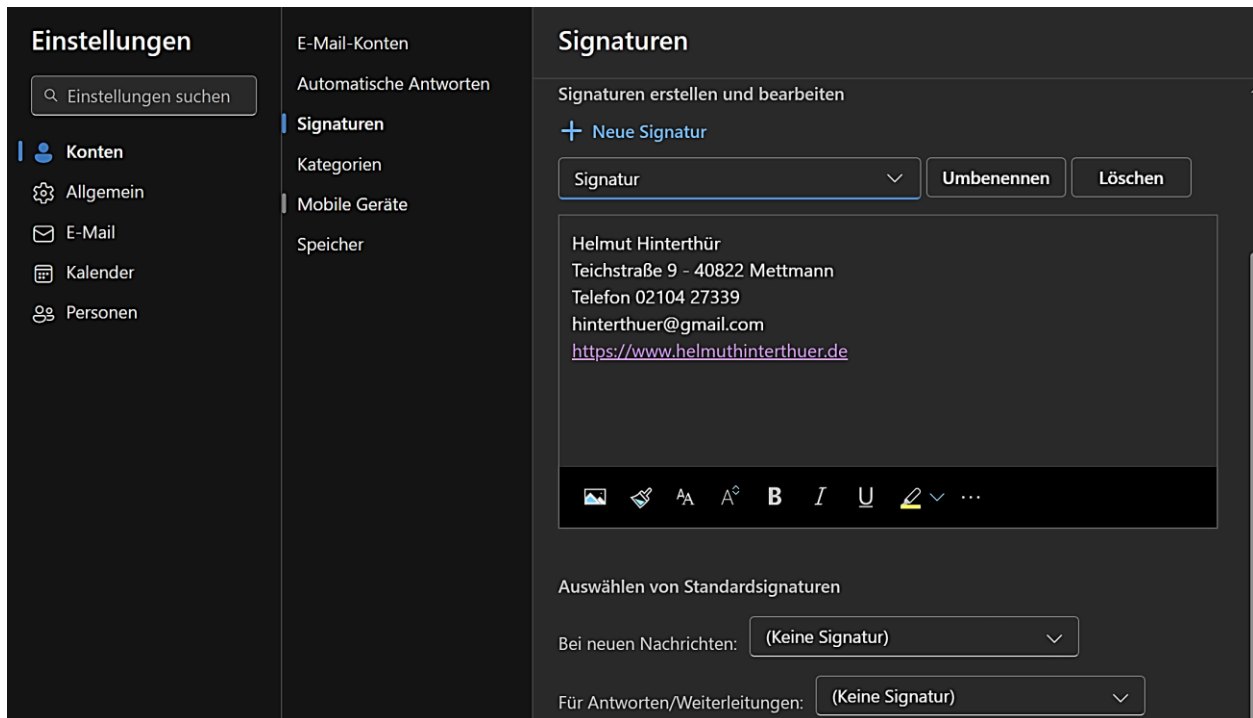 Einstellungen
Einstellungen suchen
Konten
Allgemein
E-Mail
Kalender
Personen
E-Mail-Konten
Automatische Antworten
Signaturen
Kategorien
Mobile Geräte
Speicher
Signaturen
Signaturen erstellen und bearbeiten
Neue Signatur
Signatur
Umbenennen
Löschen
Helmut Hinterthür
Teichstraße 9 - 40822 Mettmann
Telefon 02104 27339
hinterthuer@gmail.com
https://www.helmuthinterthuer.de
B I U
Auswählen von Standardsignaturen
Bei neuen Nachrichten: (Keine Signatur)
Für Antworten/Weiterleitungen: (Keine Signatur)